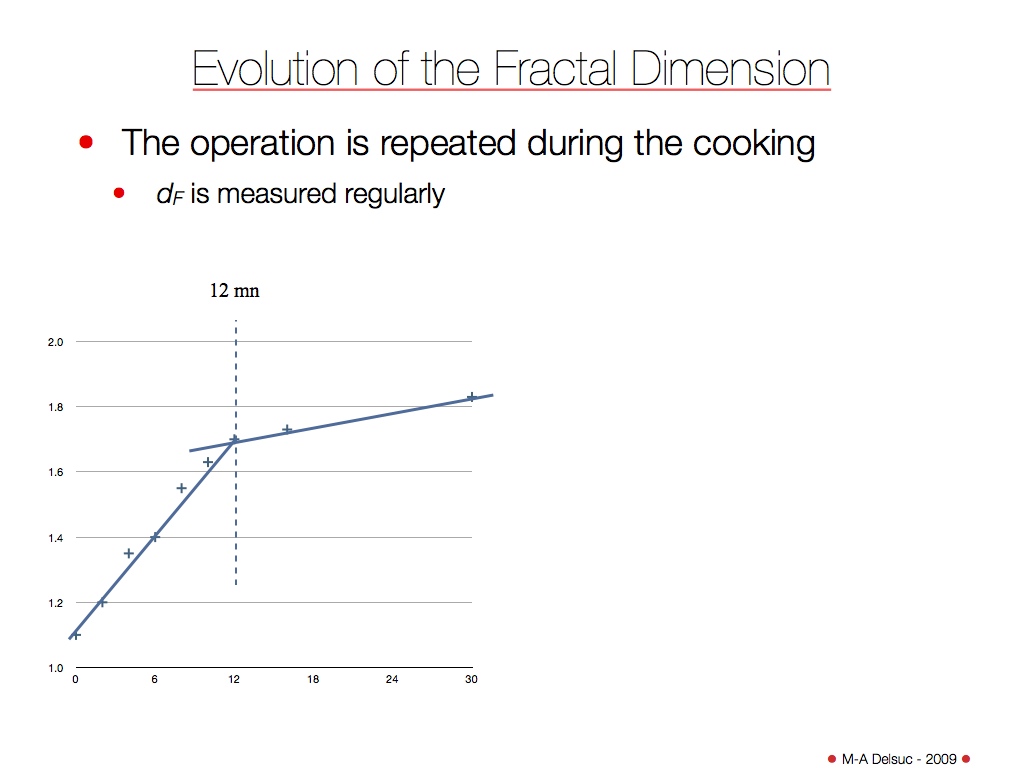 Evolution of the Fractal Dimension
• The operation is repeated during the cooking
• dF is measured regularly
12 mn
2.0
1.8
1.6
1.4
1.2
1.0
0 6 12 18 24 30
• M-A Delsuc - 2009 •